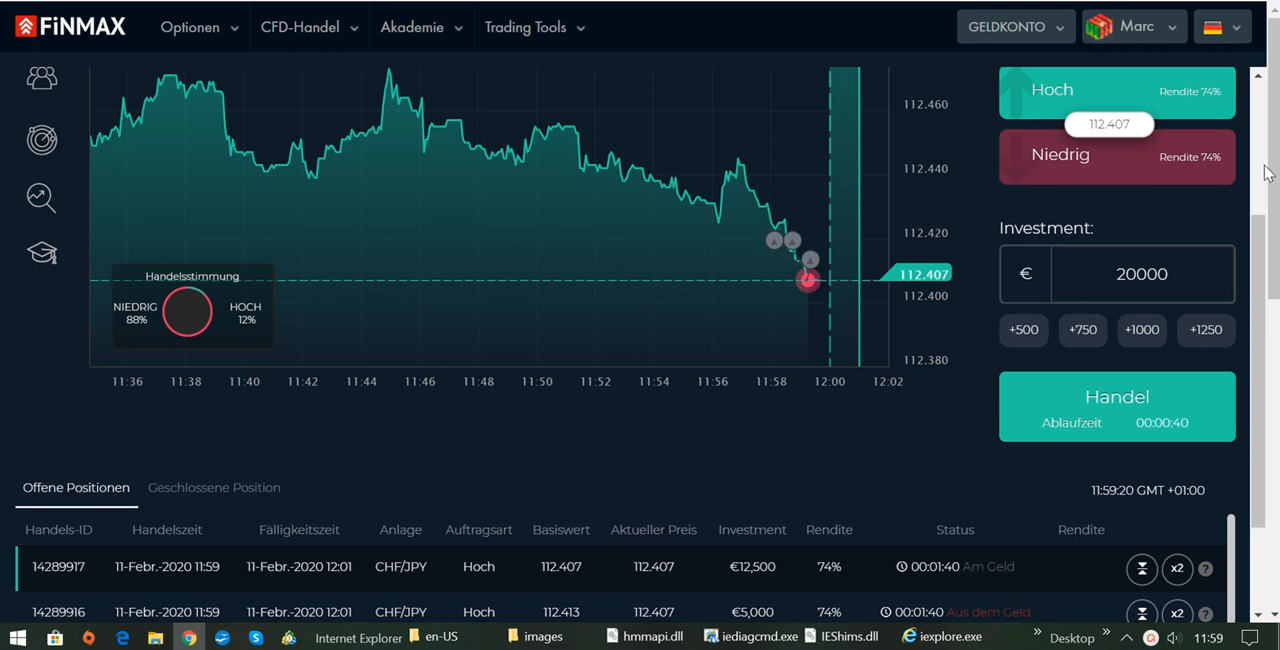 FiNMAX
Optionen
CFD-Handel
Akademie
Trading Tools
GELDKONTO
Marc
112.460
112.440
112.420
112.407
112.400
112.380
Handelsstimmung
NIEDRIG
88%
HOCH
12%
11:36 11:38 11:40 11:42 11:44 11:46 11:48 11:50 11:52 11:54 11:56 11:58 12:00 12:02
Hoch Rendite 74%
112.407
Niedrig Rendite 74%
Investment:
€ 20000
+500 +750 +1000 +1250
Handel
Ablaufzeit 00:00:40
Offene Positionen Geschlossene Position
11:59:20 GMT +01:00
Handels-ID Handelszeit Fälligkeitszeit Anlage Auftragsart Basiswert Aktueller Preis Investment Rendite Status Rendite
14289917 11-Febr.-2020 11:59 11-Febr.-2020 12:01 CHF/JPY Hoch 112.407 112.407 €12,500 74% 00:01:40 Am Geld x2 ?
14289916 11-Febr.-2020 11:59 11-Febr.-2020 12:01 CHF/JPY Hoch 112.413 112.407 €5,000 74% 00:01:40 Aus dem Geld x2 ?
Internet Explorer en-US images hmmapi.dll iediagcmd.exe IEShims.dll iexplore.exe » Desktop » 11:59